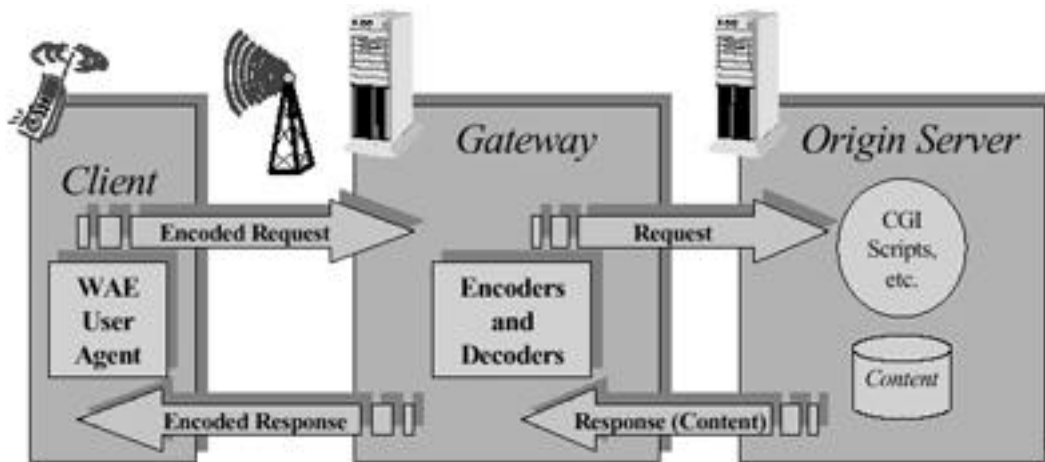 Client
Gateway
Origin Server
Encoded Request
Request
CGI
Scripts,
etc.
WAE
User
Agent
Encoders
and
Decoders
Content
Encoded Response
Response (Content)